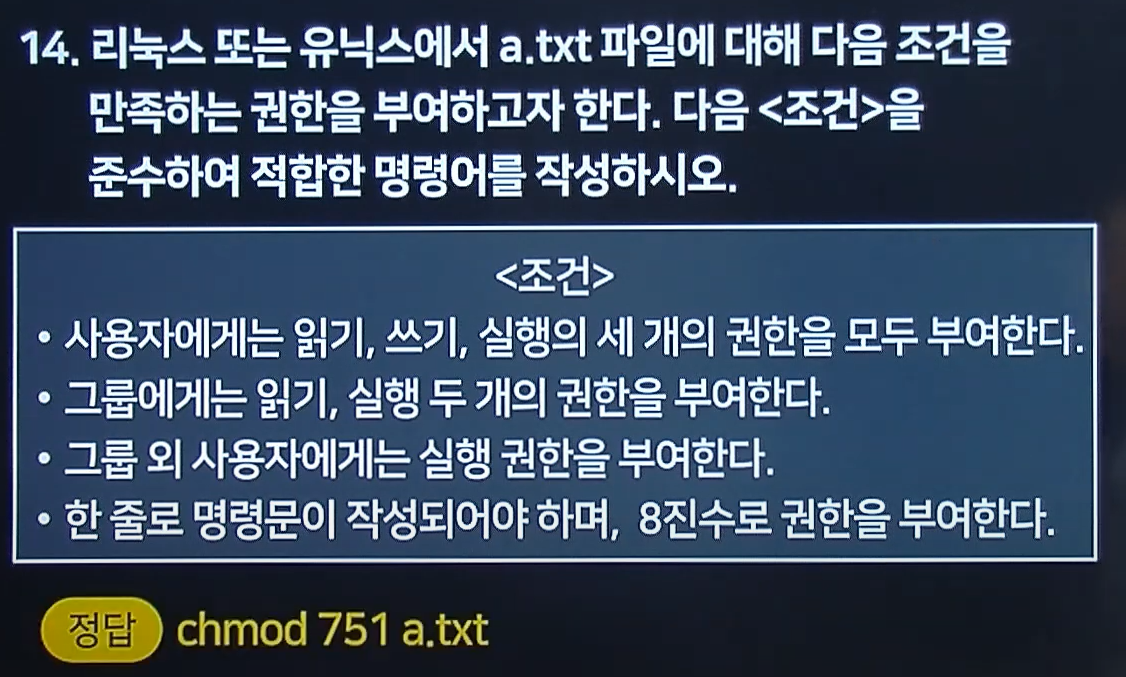 14. 리눅스 또는 유닉스에서 a.txt 파일에 대해 다음 조건을
만족하는 권한을 부여하고자 한다. 다음 <조건>을
준수하여 적합한 명령어를 작성하시오.
<조건>
• 사용자에게는 읽기, 쓰기, 실행의 세 개의 권한을 모두 부여한다.
• 그룹에게는 읽기, 실행 두 개의 권한을 부여한다.
• 그룹 외 사용자에게는 실행 권한을 부여한다.
• 한 줄로 명령문이 작성되어야 하며, 8진수로 권한을 부여한다.
정답 chmod 751 a.txt